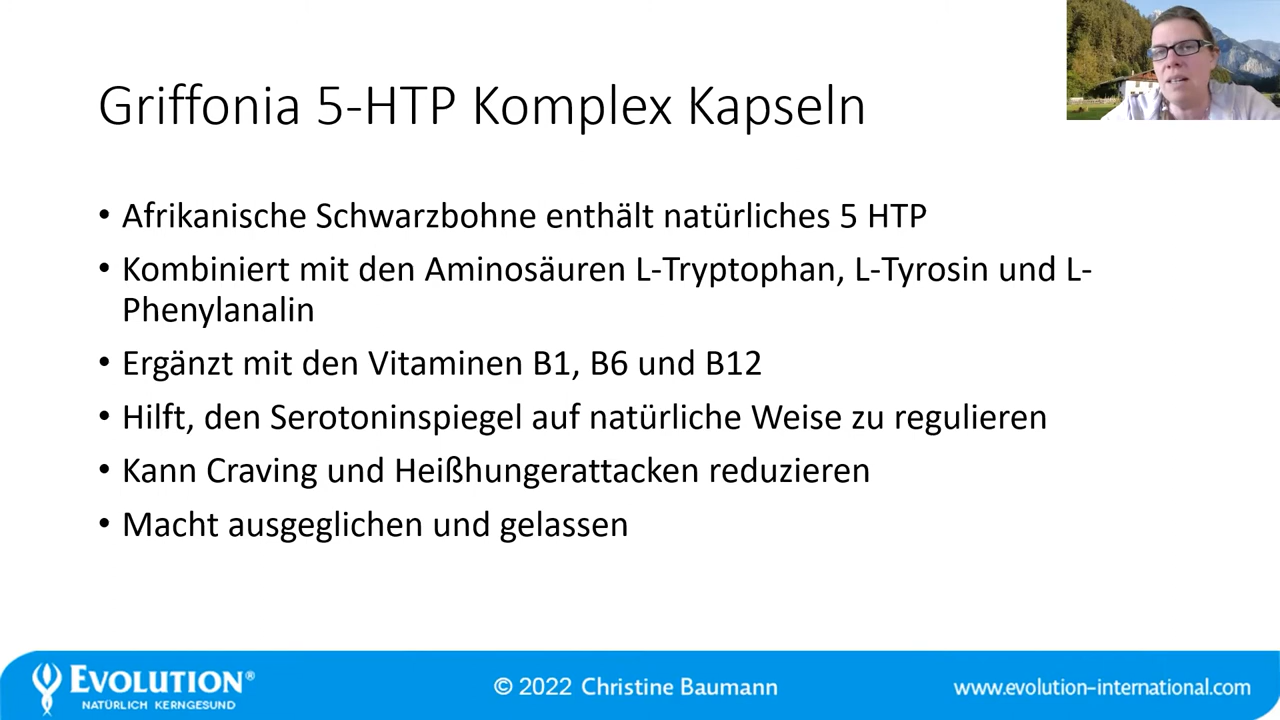 Griffonia 5-HTP Komplex Kapseln
• Afrikanische Schwarzbohne enthält natürliches 5 HTP
• Kombiniert mit den Aminosäuren L-Tryptophan, L-Tyrosin und L-
Phenylanalin
• Ergänzt mit den Vitaminen B1, B6 und B12
• Hilft, den Serotoninspiegel auf natürliche Weise zu regulieren
• Kann Craving und Heißhungerattacken reduzieren
• Macht ausgeglichen und gelassen
EVOLUTION®
NATÜRLICH KERNGESUND
© 2022 Christine Baumann
www.evolution-international.com